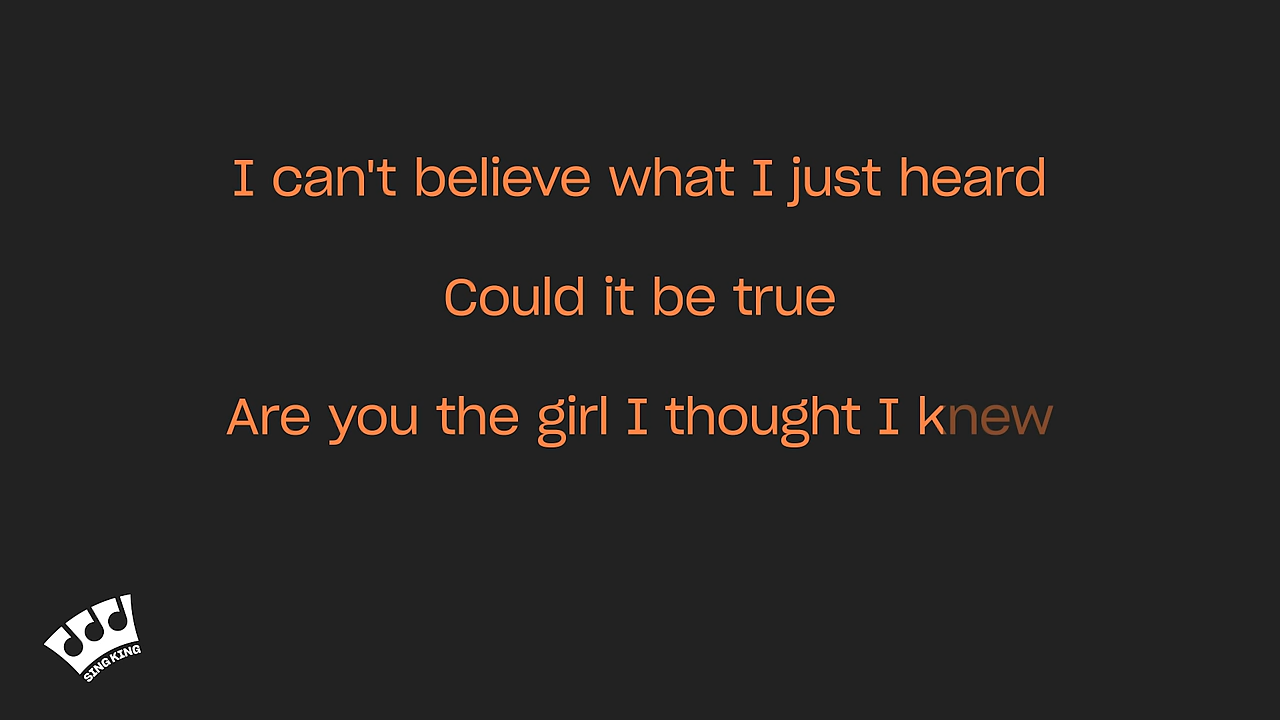 I can't believe what I just heard
Could it be true
Are you the girl I thought I knew
SING KING